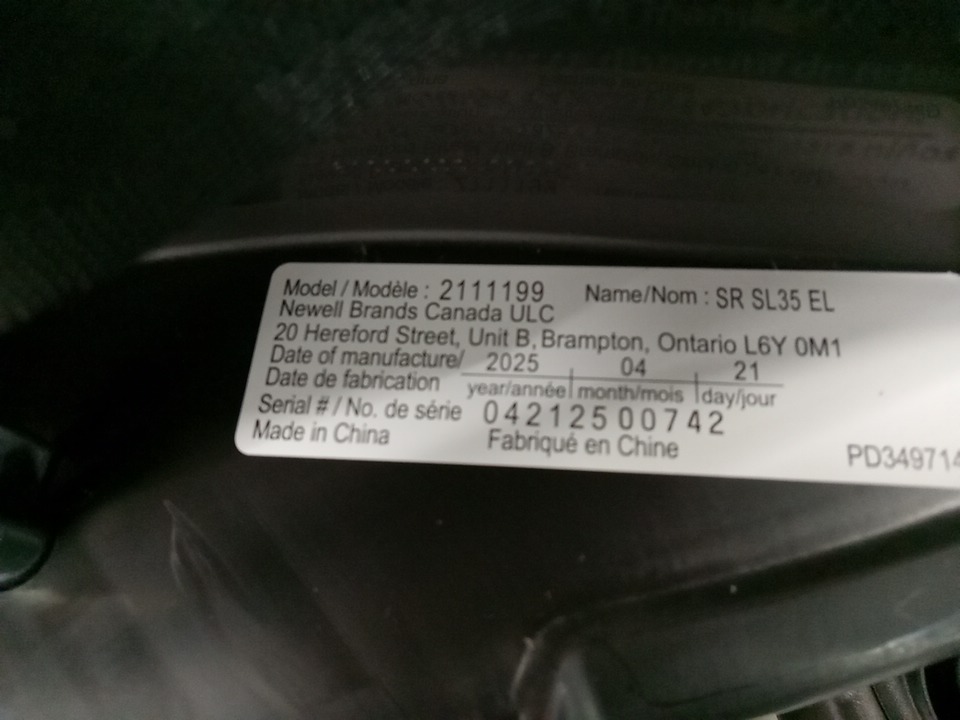 Model / Modèle : 2111199 Name/Nom : SR SL35 EL
Newell Brands Canada ULC
20 Hereford Street, Unit B, Brampton, Ontario L6Y 0M1
Date of manufacture/ 2025 04 21
Date de fabrication year/année month/mois day/jour
Serial # / No. de série 04212500742
Made in China Fabriqué en Chine
PD349714